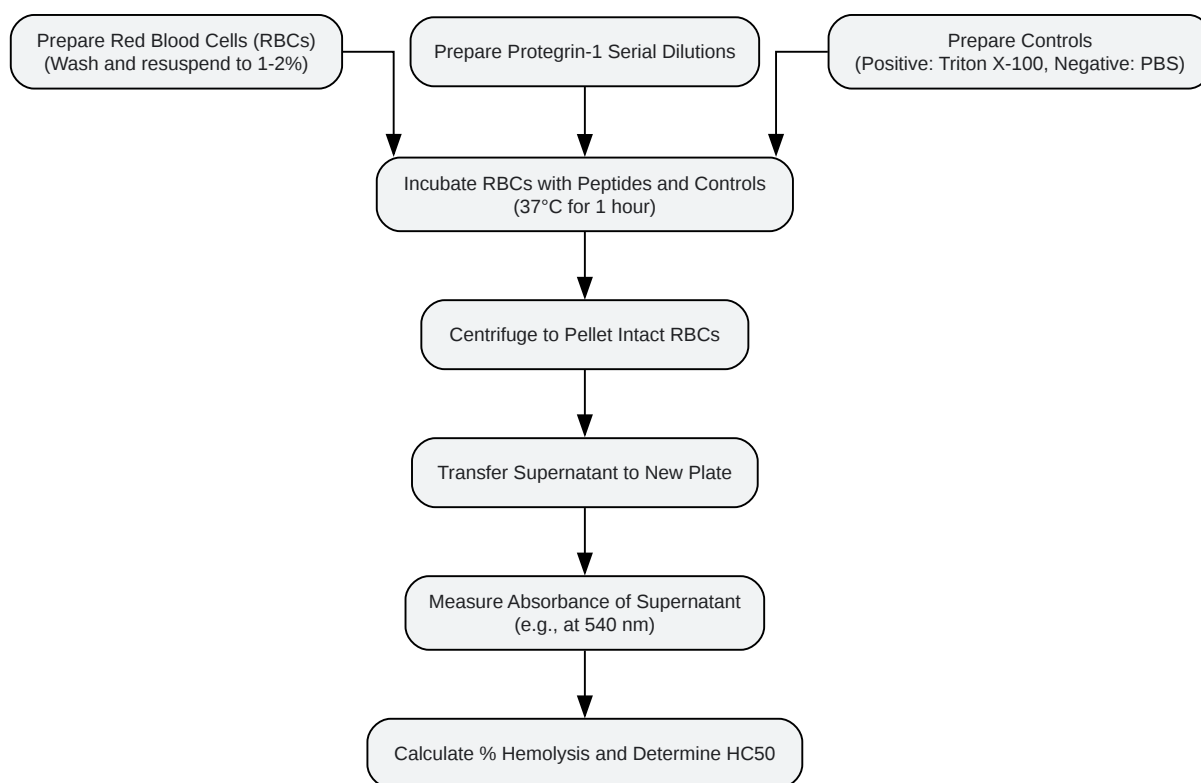 Prepare Red Blood Cells (RBCs)
(Wash and resuspend to 1-2%)
Prepare Protegrin-1 Serial Dilutions
Prepare Controls
(Positive: Triton X-100, Negative: PBS)
Incubate RBCs with Peptides and Controls
(37°C for 1 hour)
Centrifuge to Pellet Intact RBCs
Transfer Supernatant to New Plate
Measure Absorbance of Supernatant
(e.g., at 540 nm)
Calculate % Hemolysis and Determine HC50